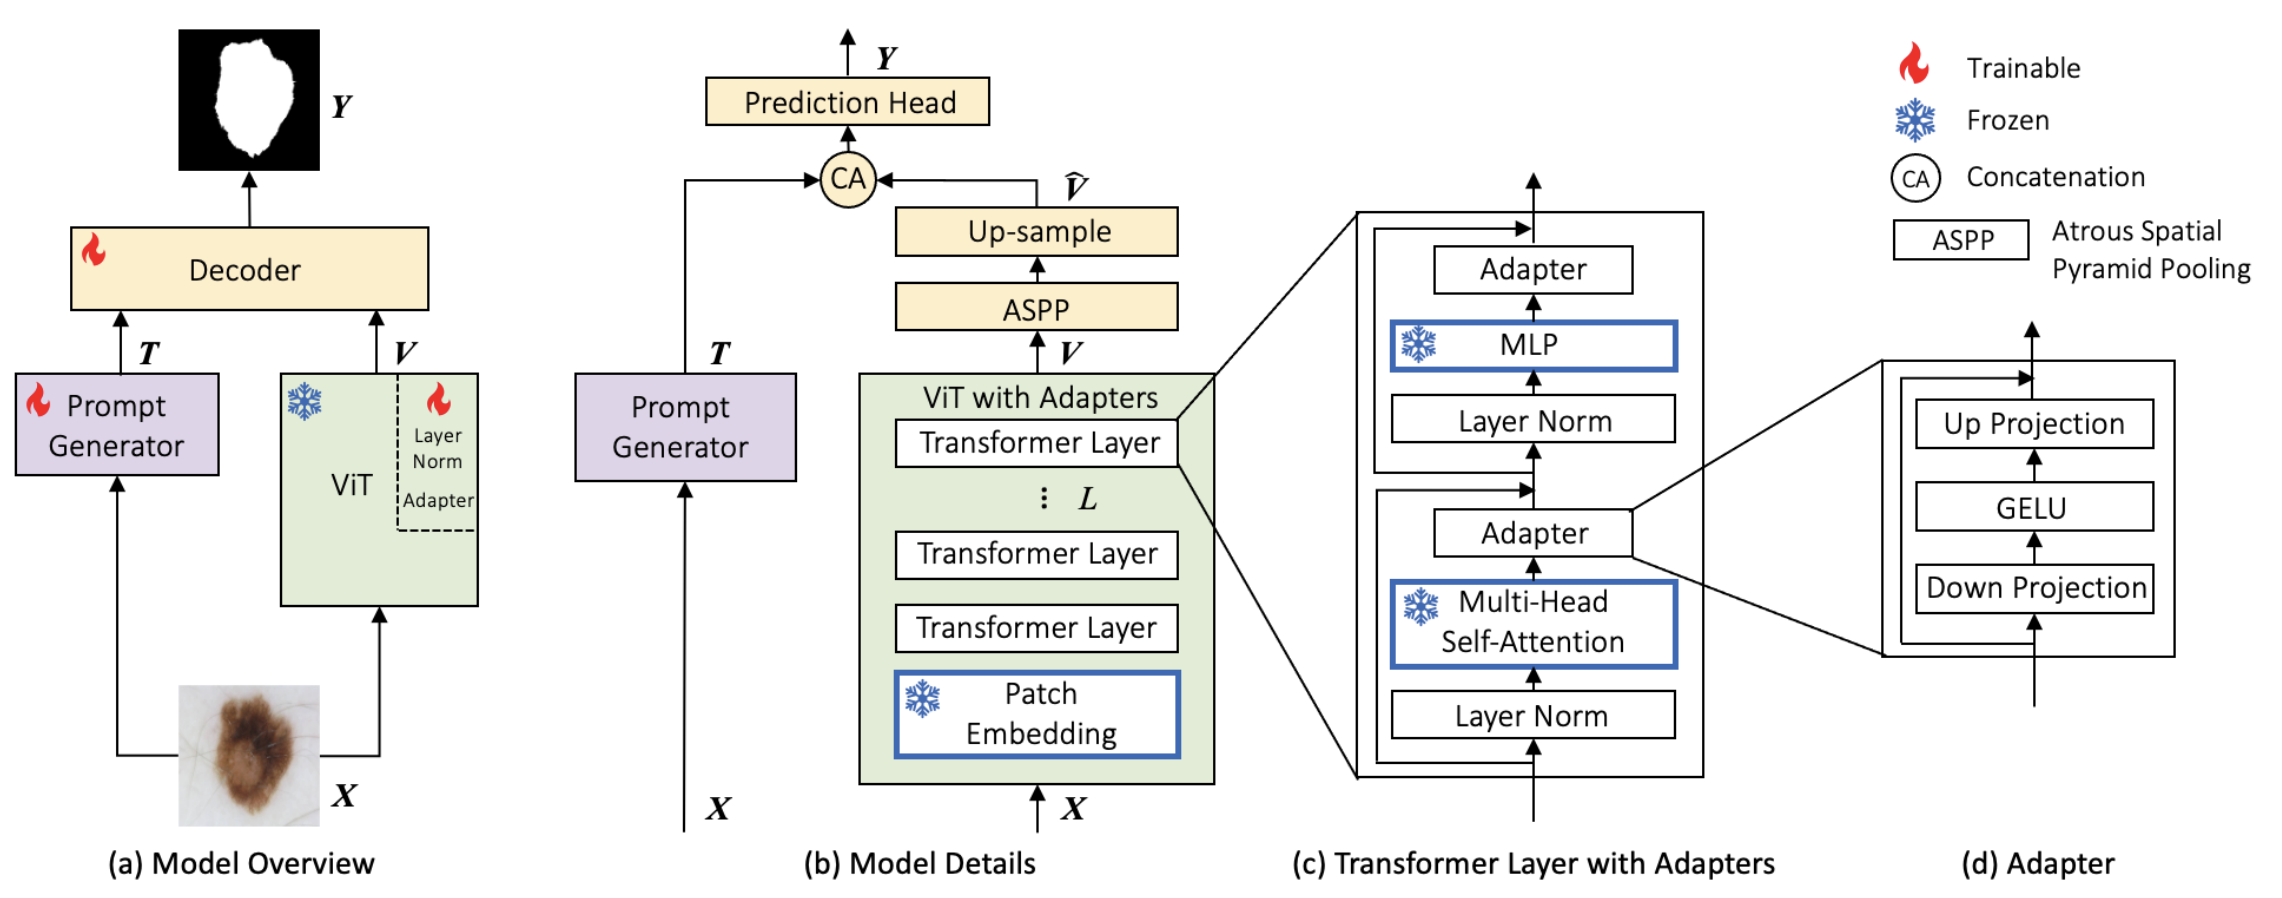 Y
Decoder
T
V
Prompt
Generator
ViT
Layer
Norm
Adapter
X
(a) Model Overview
Y
Prediction Head
CA
V̂
Up-sample
ASPP
T
V
Prompt
Generator
ViT with Adapters
Transformer Layer
⋮ L
Transformer Layer
Transformer Layer
Patch
Embedding
X
X
(b) Model Details
Adapter
MLP
Layer Norm
Adapter
Multi-Head
Self-Attention
Layer Norm
(c) Transformer Layer with Adapters
Trainable
Frozen
CA Concatenation
ASPP Atrous Spatial
Pyramid Pooling
Up Projection
GELU
Down Projection
(d) Adapter